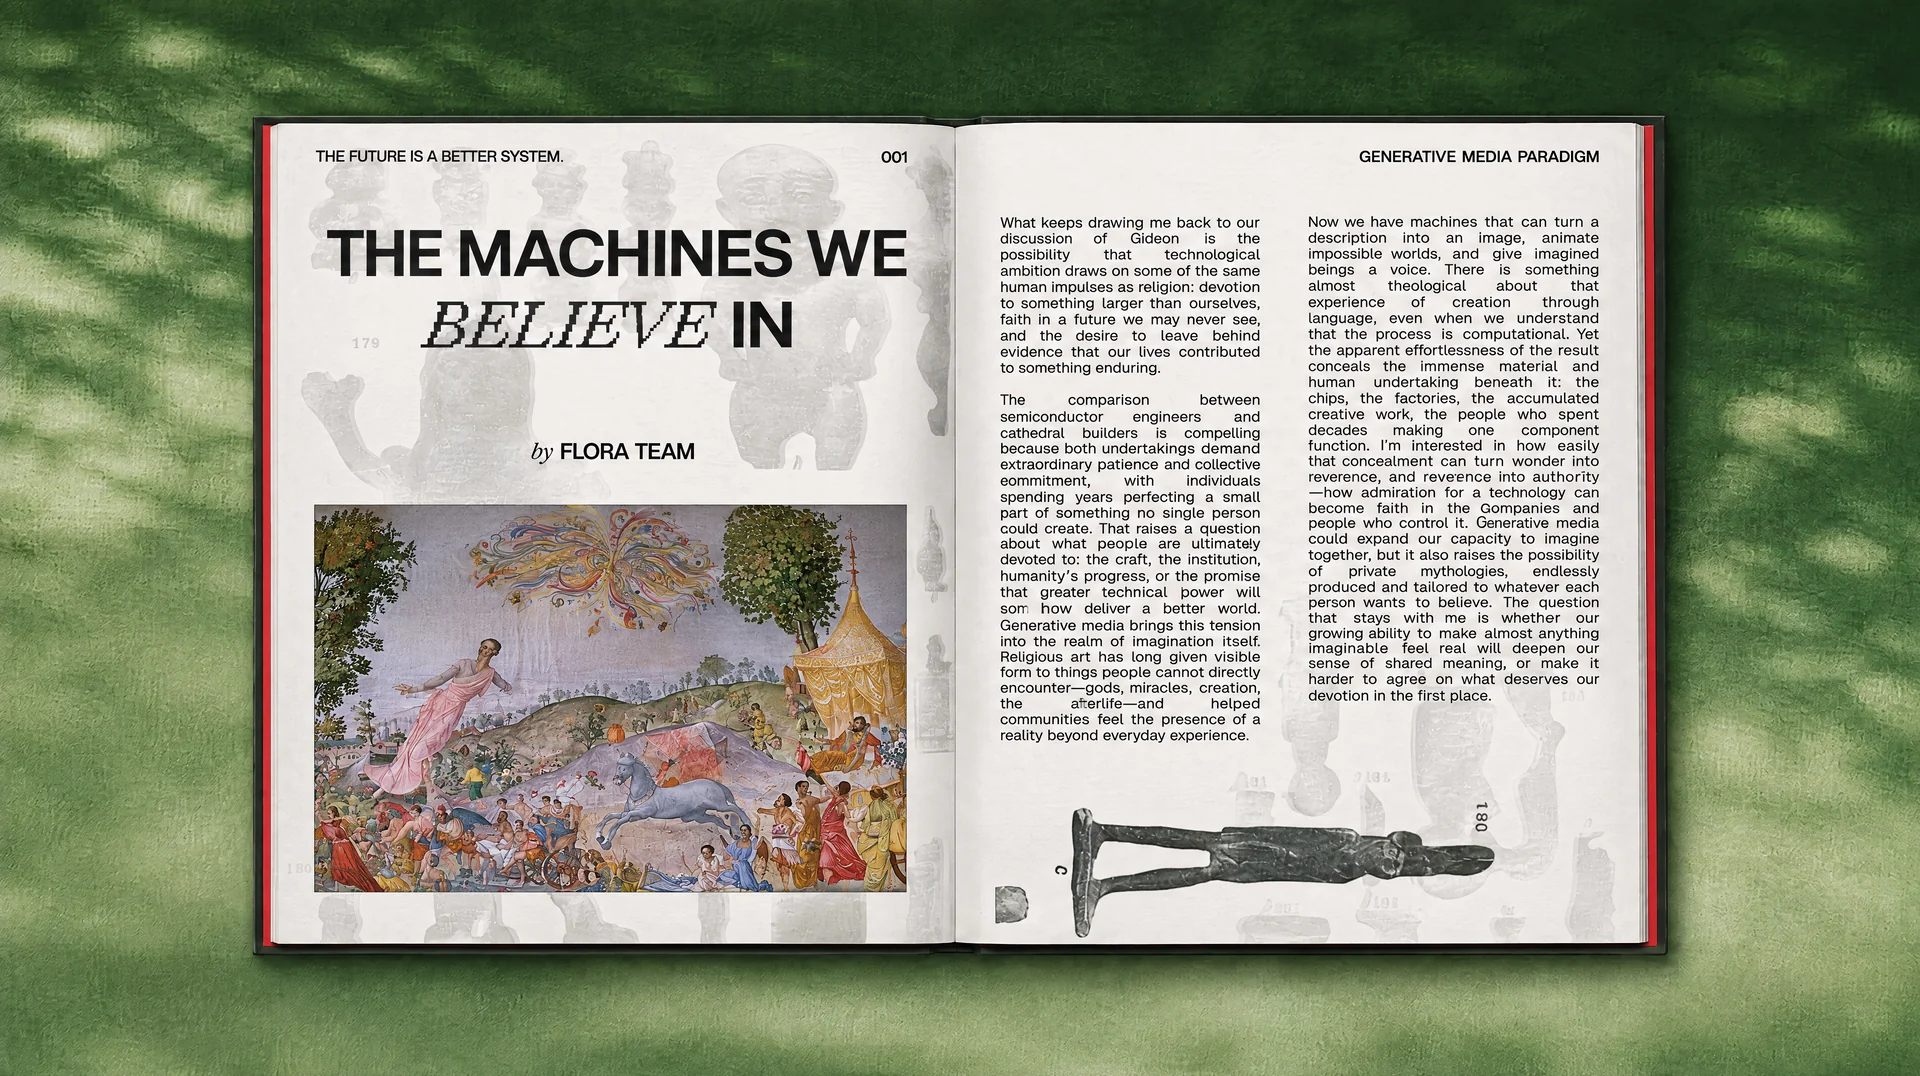 THE FUTURE IS A BETTER SYSTEM.
001
THE MACHINES WE
BELIEVE IN
179
by FLORA TEAM
180
GENERATIVE MEDIA PARADIGM
What keeps drawing me back to our
discussion of Gideon is the
possibility that technological
ambition draws on some of the same
human impulses as religion: devotion
to something larger than ourselves,
faith in a future we may never see,
and the desire to leave behind
evidence that our lives contributed
to something enduring.
The comparison between
semiconductor engineers and
cathedral builders is compelling
because both undertakings demand
extraordinary patience and collective
eommitment, with individuals
spending years perfecting a small
part of something no single person
could create. That raises a question
about what people are ultimately
devoted to: the craft, the institution,
humanity's progress, or the promise
that greater technical power will
som how deliver a better world.
Generative media brings this tension
into the realm of imagination itself.
Religious art has long given visible
form to things people cannot directly
encounter—gods, miracles, creation,
the afterlife—and helped
communities feel the presence of a
reality beyond everyday experience.
Now we have machines that can turn a
description into an image, animate
impossible worlds, and give imagined
beings a voice. There is something
almost theological about that
experience of creation through
language, even when we understand
that the process is computational. Yet
the apparent effortlessness of the result
conceals the immense material and
human undertaking beneath it: the
chips, the factories, the accumulated
creative work, the people who spent
decades making one component
function. I'm interested in how easily
that concealment can turn wonder into
reverence, and reverence into authority
—how admiration for a technology can
become faith in the Gompanies and
people who control it. Generative media
could expand our capacity to imagine
together, but it also raises the possibility
of private mythologies, endlessly
produced and tailored to whatever each
person wants to believe. The question
that stays with me is whether our
growing ability to make almost anything
imaginable feel real will deepen our
sense of shared meaning, or make it
harder to agree on what deserves our
devotion in the first place.
180
C